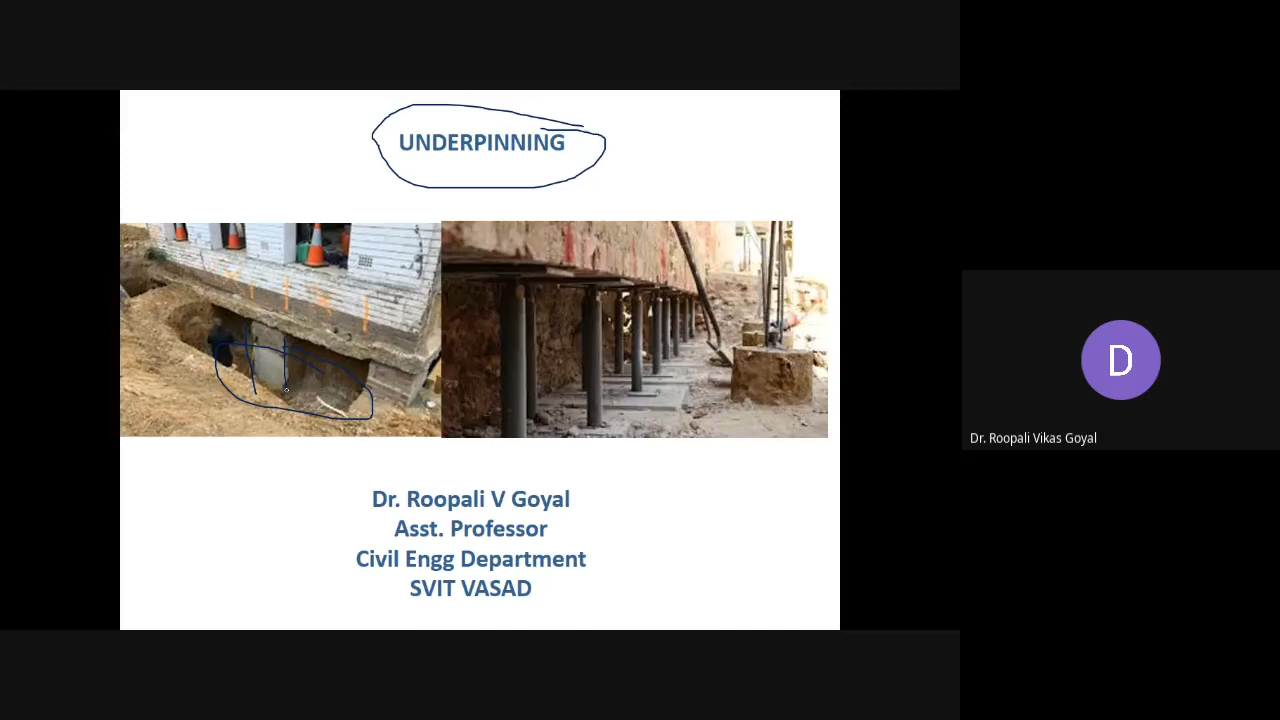 UNDERPINNING
Dr. Roopali V Goyal
Asst. Professor
Civil Engg Department
SVIT VASAD
D
Dr. Roopali Vikas Goyal